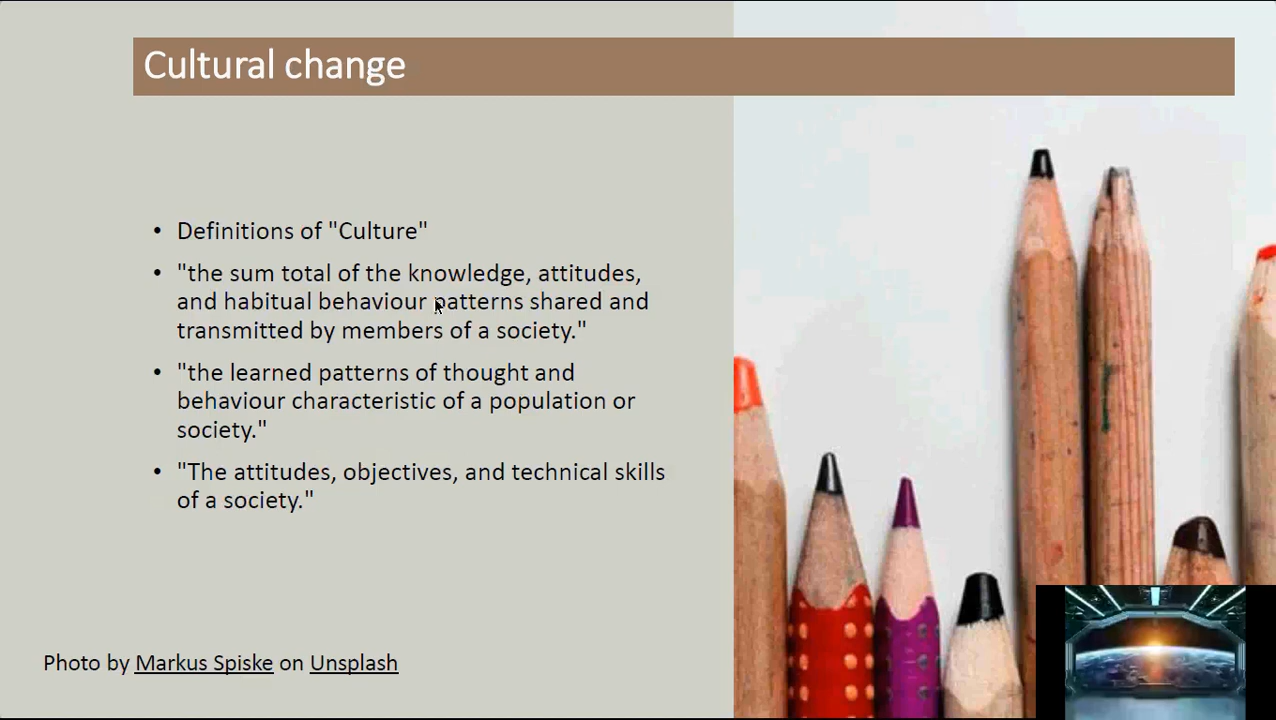 Cultural change
• Definitions of "Culture"
• "the sum total of the knowledge, attitudes,
and habitual behaviour patterns shared and
transmitted by members of a society."
• "the learned patterns of thought and
behaviour characteristic of a population or
society."
• "The attitudes, objectives, and technical skills
of a society."
Photo by Markus Spiske on Unsplash